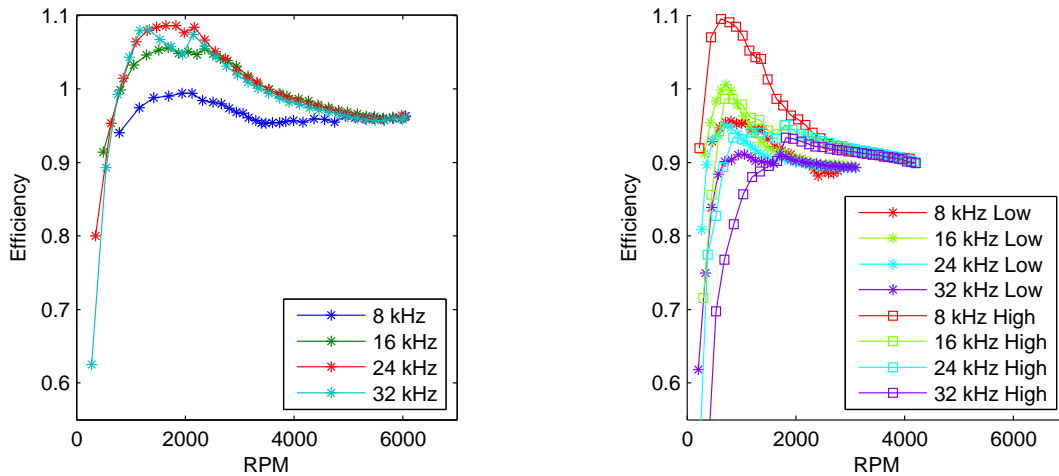 1.1
1
0.9
0.8
0.7
0.6
Efficiency
0 2000 4000 6000
RPM
8 kHz
16 kHz
24 kHz
32 kHz
1.1
1
0.9
0.8
0.7
0.6
Efficiency
0 2000 4000 6000
RPM
8 kHz Low
16 kHz Low
24 kHz Low
32 kHz Low
8 kHz High
16 kHz High
24 kHz High
32 kHz High